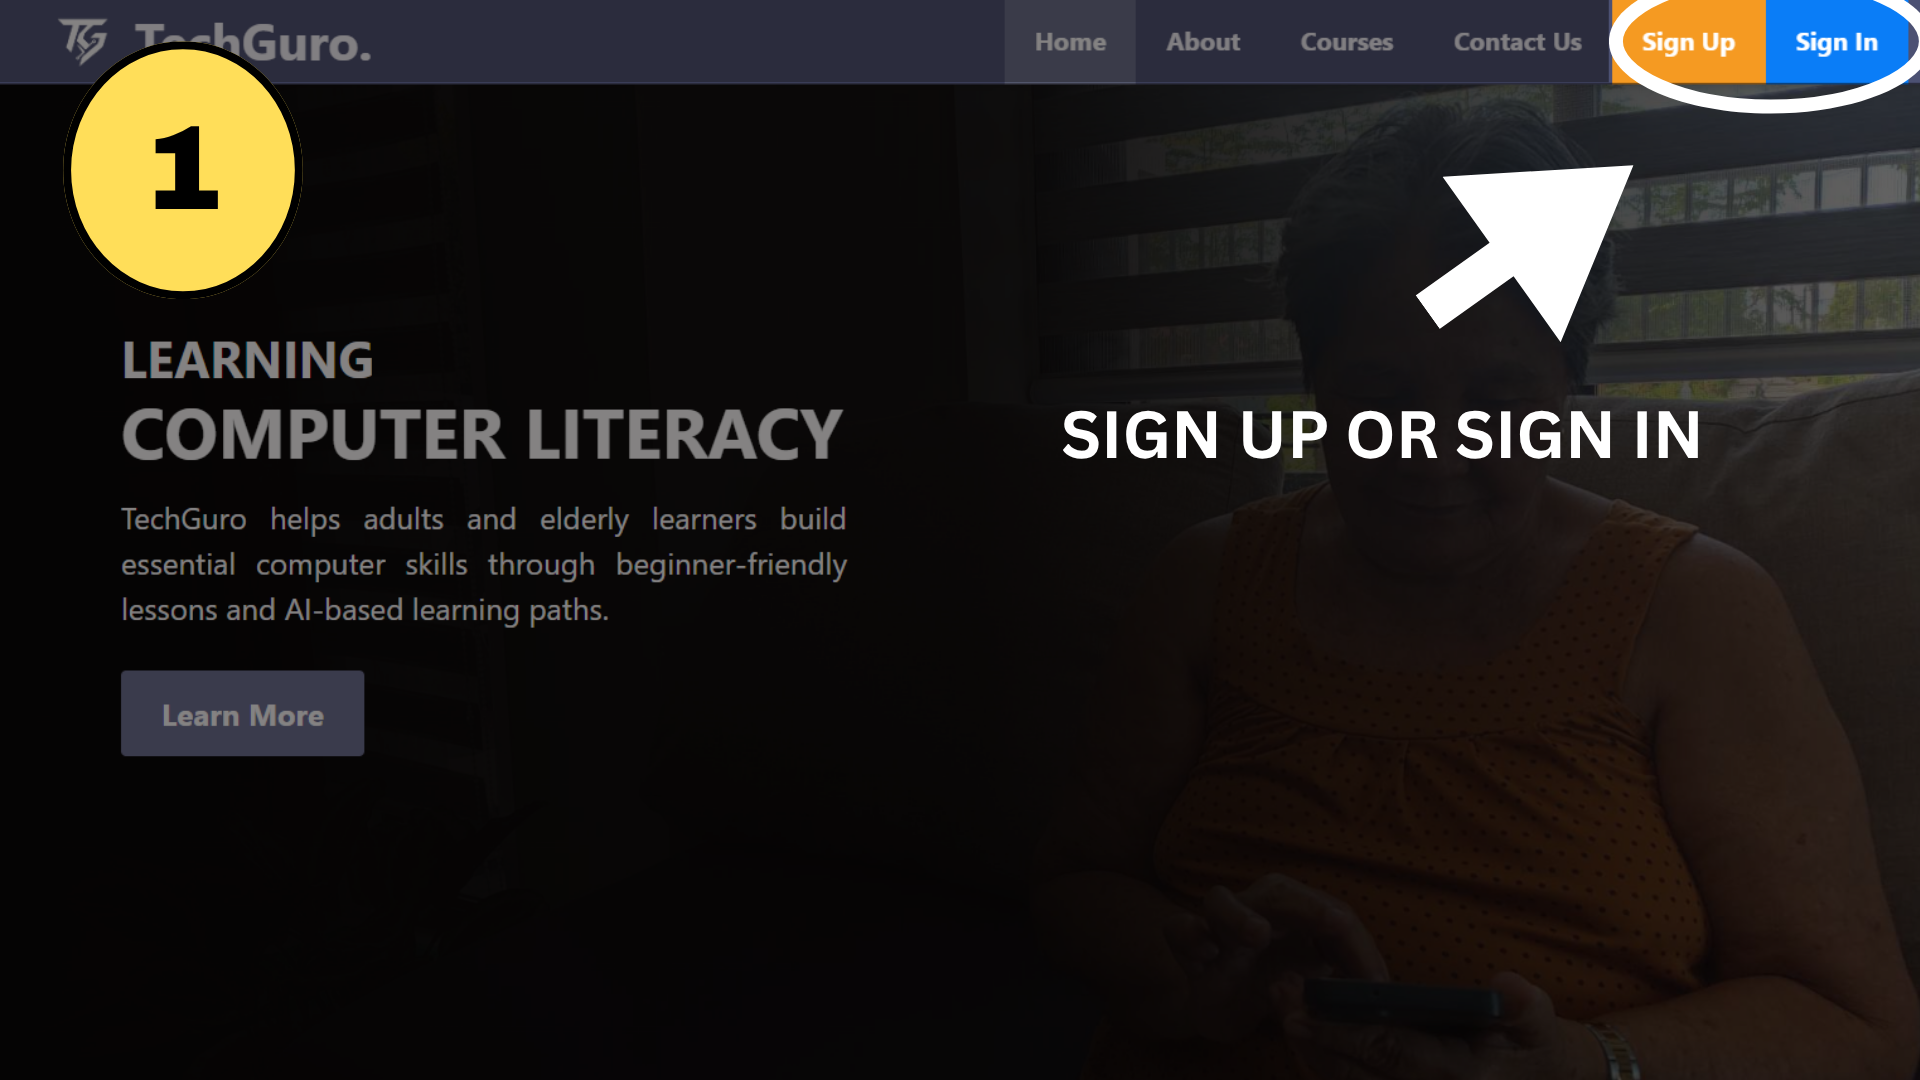 TechGuro.
Home
About
Courses
Contact Us
Sign Up
Sign In
1
LEARNING
COMPUTER LITERACY
TechGuro helps adults and elderly learners build
essential computer skills through beginner-friendly
lessons and AI-based learning paths.
Learn More
SIGN UP OR SIGN IN